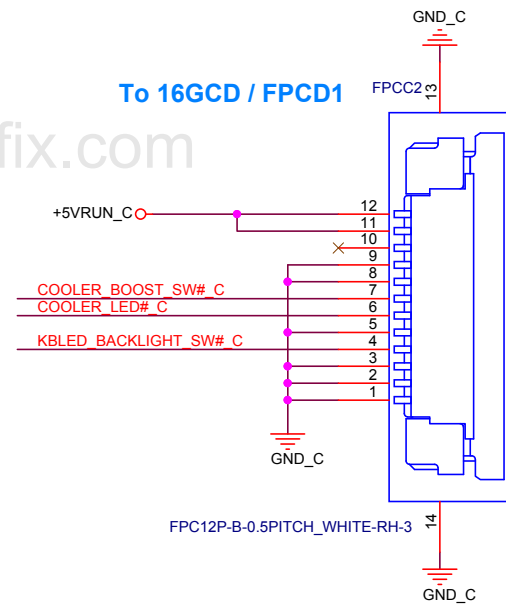 GND_C
To 16GCD / FPCD1
FPCC2
13
fix.com
+5VRUN_C
12
11
10
9
8
COOLER_BOOST_SW#_C
7
COOLER_LED#_C
6
5
KBLED_BACKLIGHT_SW#_C
4
3
2
1
GND_C
FPC12P-B-0.5PITCH_WHITE-RH-3
14
GND_C